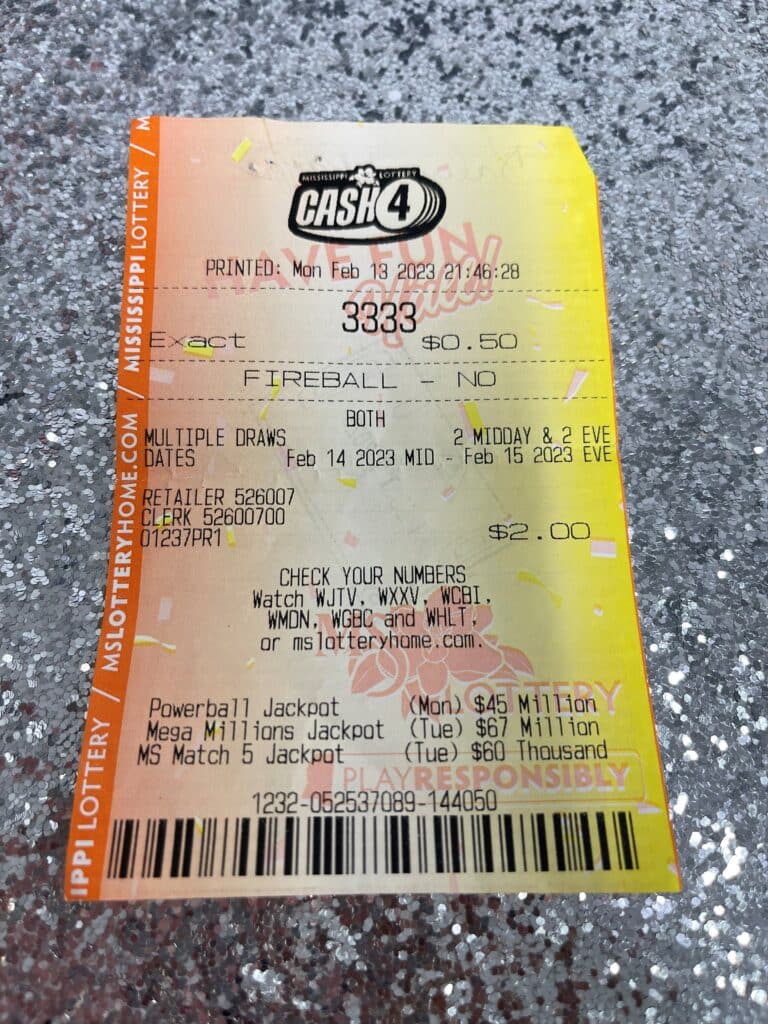 MISSISSIPPI LOTTERY
CASH 4
HAVE FUN
Y'all!
PRINTED: Mon Feb 13 2023 21:46:28
3333
Exact $0.50
FIREBALL - NO
BOTH
MULTIPLE DRAWS 2 MIDDAY & 2 EVE
DATES Feb 14 2023 MID - Feb 15 2023 EVE
RETAILER 526007
CLERK 52600700
01237PR1 $2.00
CHECK YOUR NUMBERS
Watch WJTV, WXXV, WCBI,
WMDN, WGBC and WHLT,
or mslotteryhome.com.
MS LOTTERY
Powerball Jackpot (Mon) $45 Million
Mega Millions Jackpot (Tue) $67 Million
MS Match 5 Jackpot (Tue) $60 Thousand
PLAY RESPONSIBLY
1232-052537089-144050
IPPI LOTTERY / MSLOTTERYHOME.COM / MISSISSIPPI LOTTERY / M